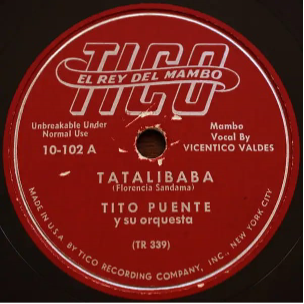 TICO
EL REY DEL MAMBO
Unbreakable Under
Normal Use
10-102 A
Mambo
Vocal By
VICENTICO VALDES
TATALIBABA
(Florencia Sandama)
TITO PUENTE
y su orquesta
(TR 339)
MADE IN U.S.A BY TICO RECORDING COMPANY, INC., NEW YORK CITY